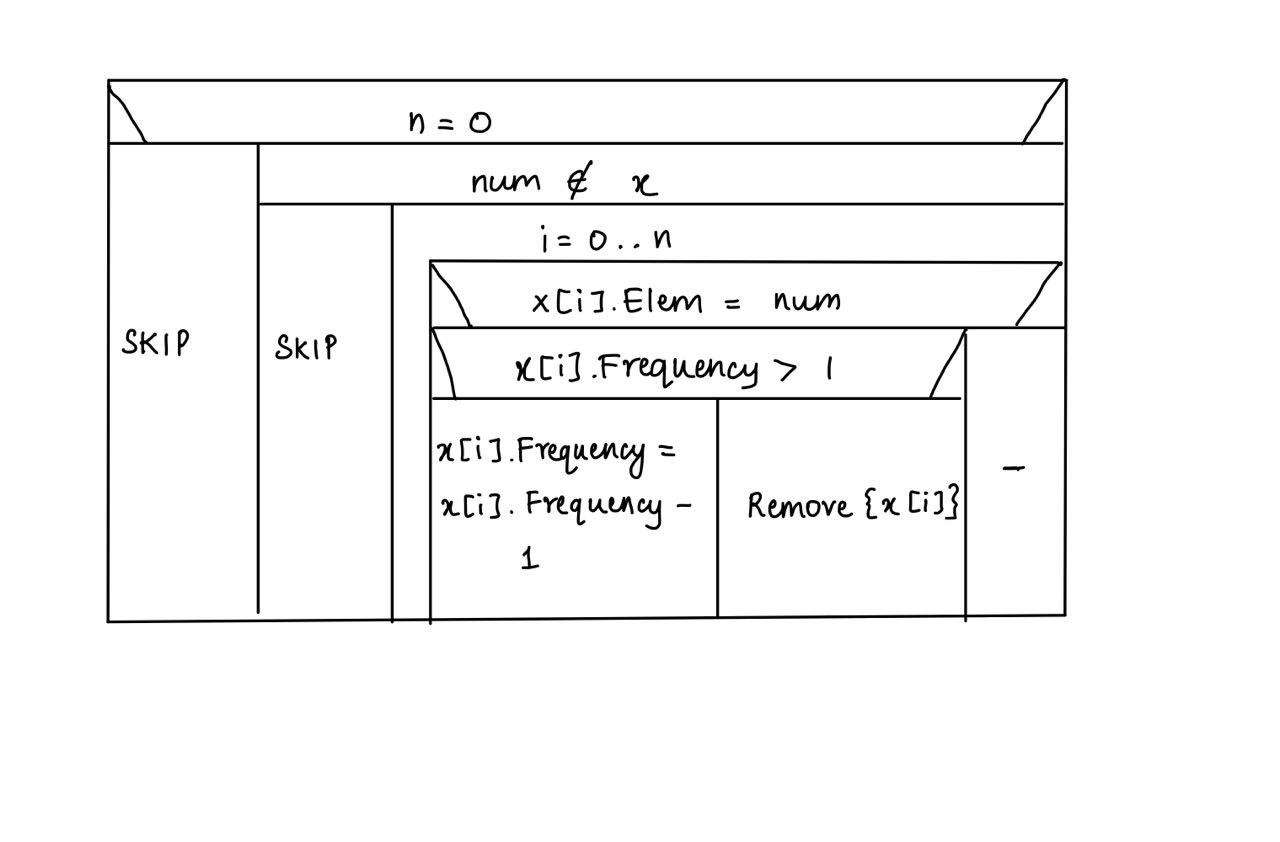 n = 0
num ∉ x
i = 0..n
x[i].Elem = num
SKIP
SKIP
x[i].Frequency > 1
x[i].Frequency =
x[i].Frequency -
1
Remove {x[i]}
-